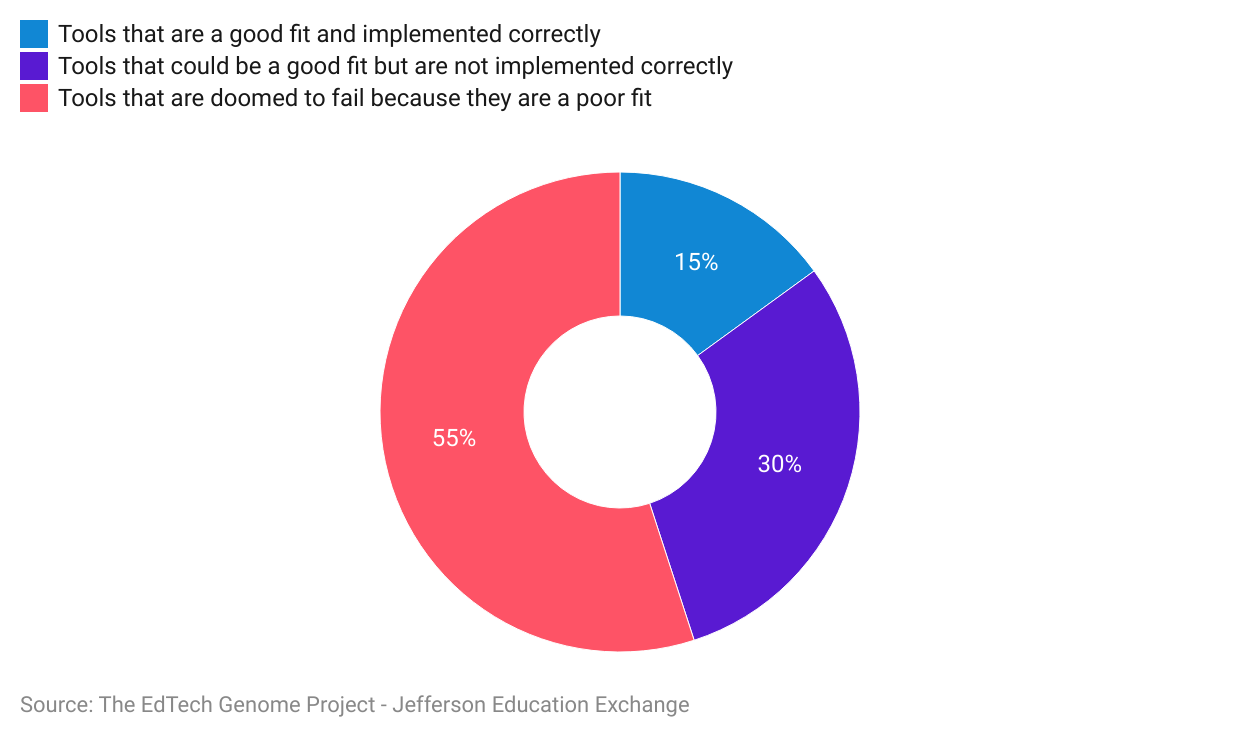 Tools that are a good fit and implemented correctly
Tools that could be a good fit but are not implemented correctly
Tools that are doomed to fail because they are a poor fit
15%
55%
30%
Source: The EdTech Genome Project - Jefferson Education Exchange